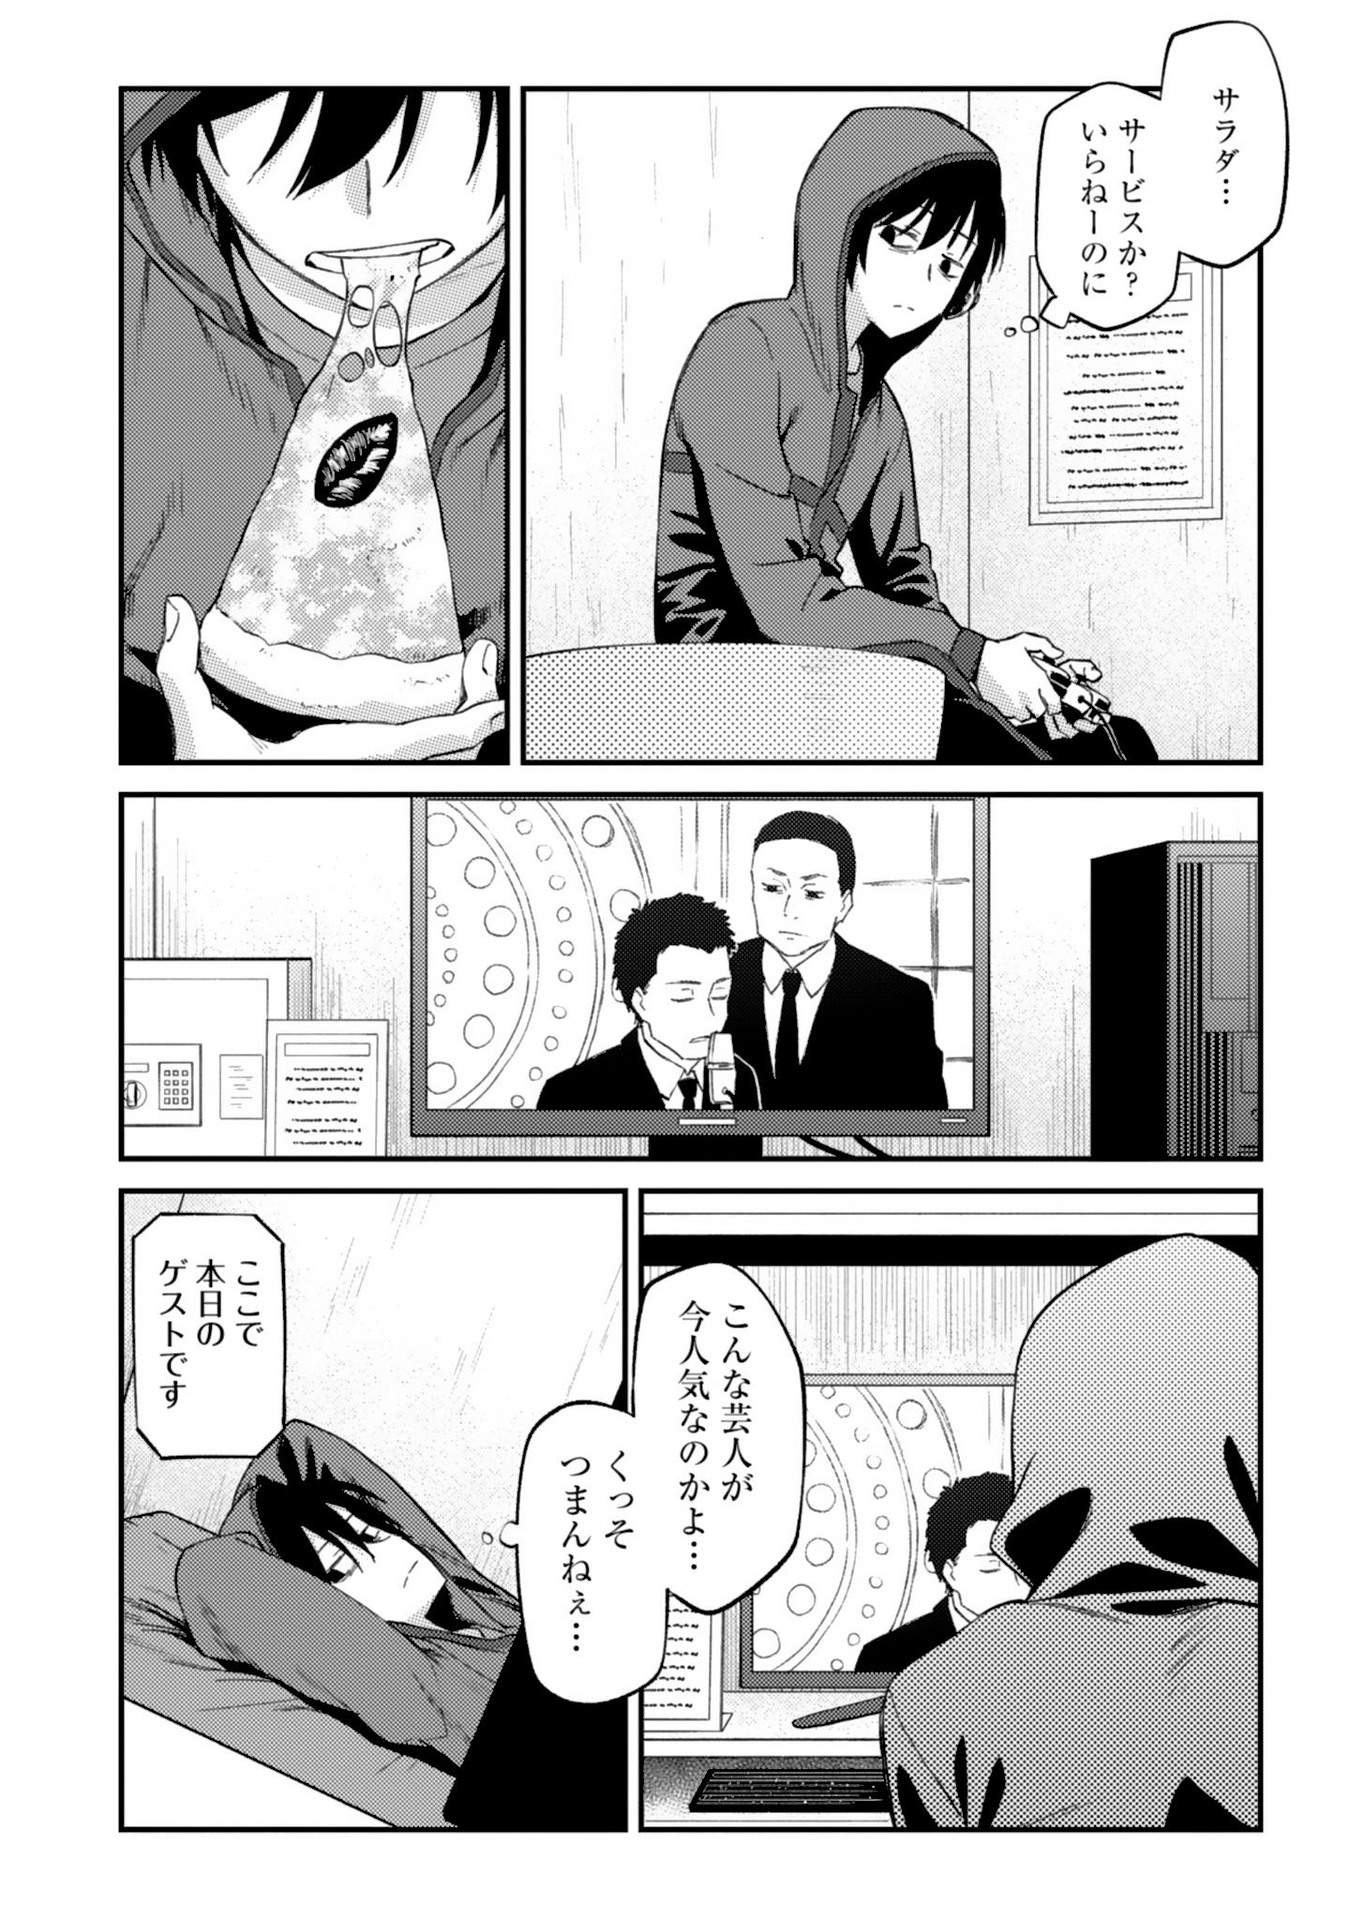 サラダ…
サービスか?
いらねーのに
こんな芸人が
今人気なのかよ…
くっそ
つまんねぇ…
ここで
本日の
ゲストです